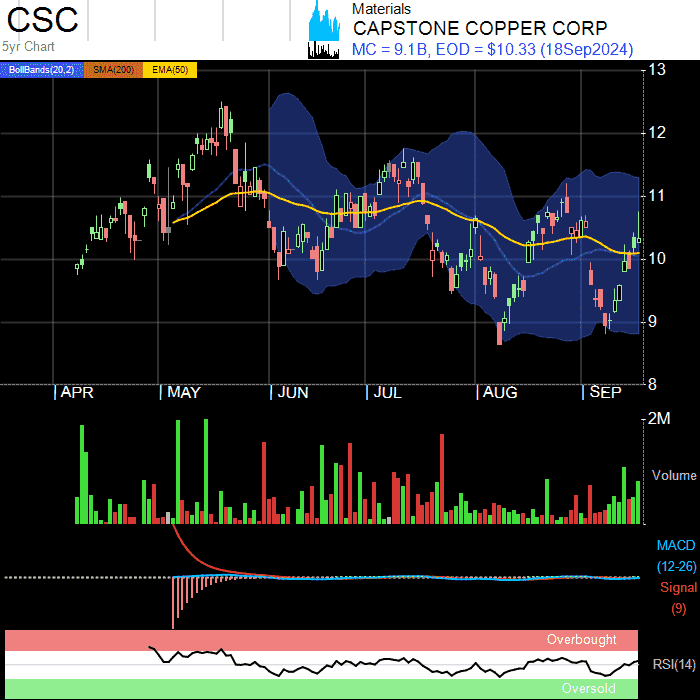 CSC
5yr Chart
Materials
CAPSTONE COPPER CORP
MC = 9.1B, EOD = $10.33 (18Sep2024)
BollBands(20,2) SMA(200) EMA(50)
13
12
11
10
9
8
APR MAY JUN JUL AUG SEP
2M
Volume
MACD
(12-26)
Signal
(9)
Overbought
RSI(14)
Oversold